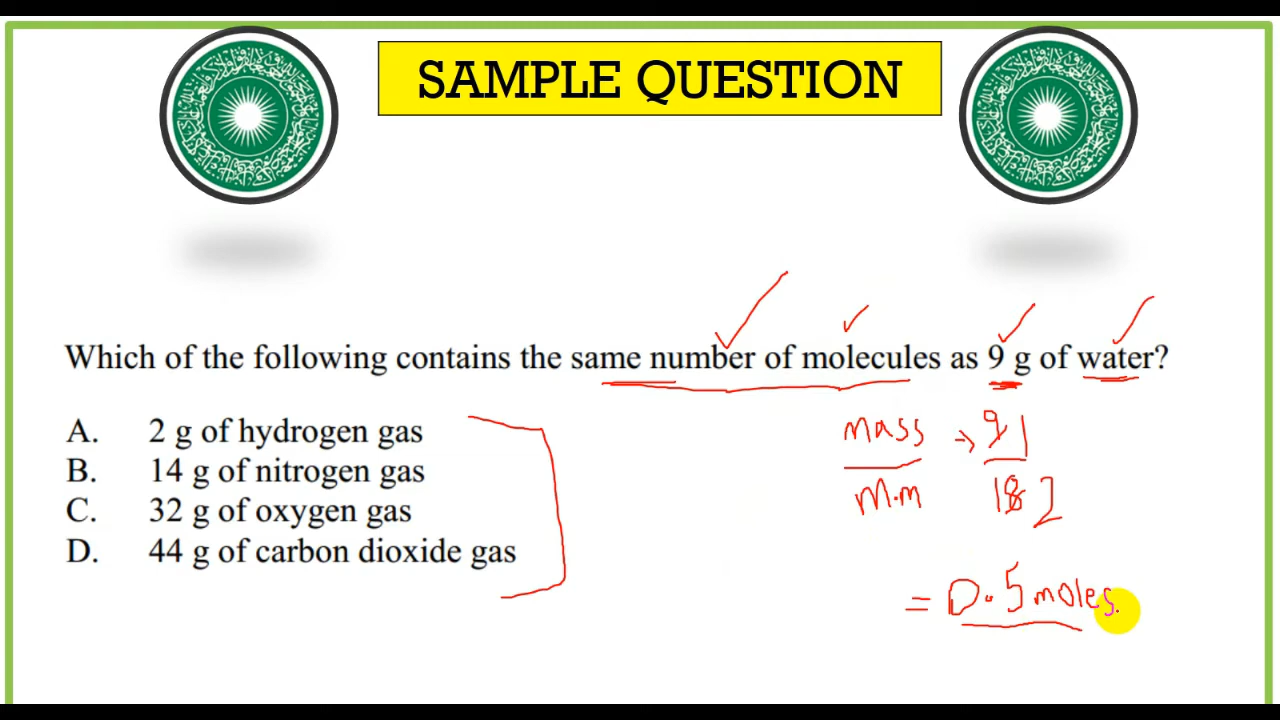 SAMPLE QUESTION
Which of the following contains the same number of molecules as 9 g of water?
A. 2 g of hydrogen gas
B. 14 g of nitrogen gas
C. 32 g of oxygen gas
D. 44 g of carbon dioxide gas
mass => 9 1
m.m 18 2
= 0.5 moles.